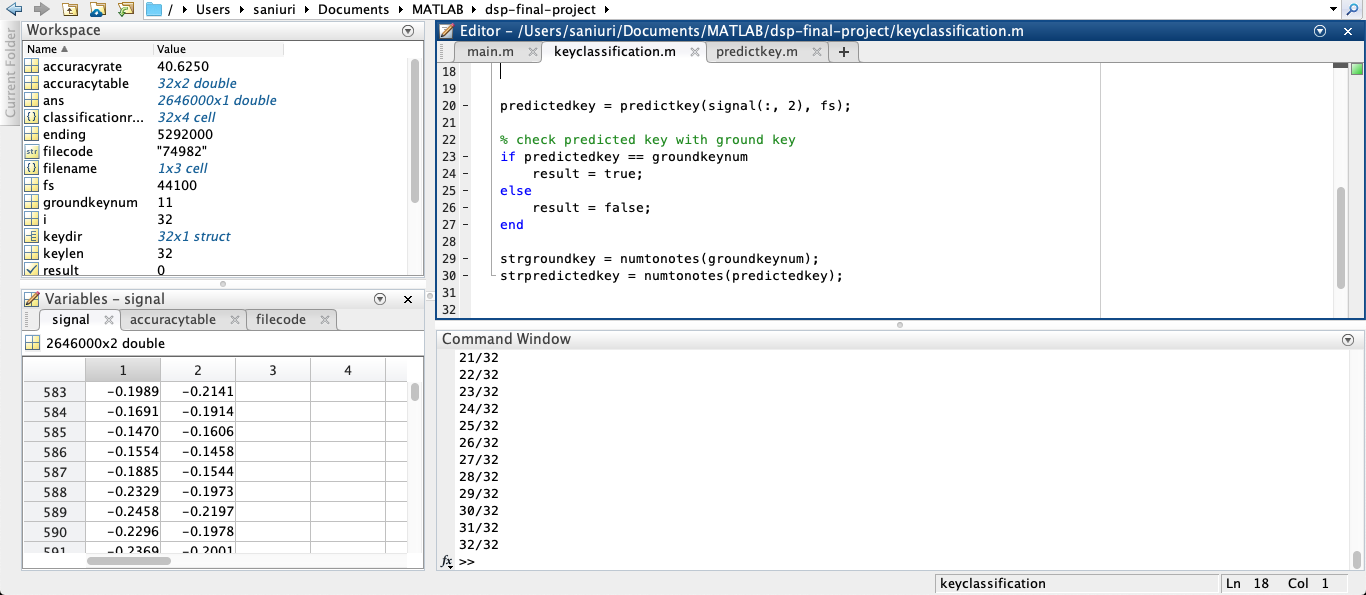 / Users saniuri Documents MATLAB dsp-final-project
Current Folder
Workspace
Name Value
accuracyrate 40.6250
accuracytable 32x2 double
ans 2646000x1 double
classificationr... 32x4 cell
ending 5292000
filecode "74982"
filename 1x3 cell
fs 44100
groundkeynum 11
i 32
keydir 32x1 struct
keylen 32
result 0
Variables - signal
signal accuracytable filecode
2646000x2 double
1 2 3 4
583 -0.1989 -0.2141
584 -0.1691 -0.1914
585 -0.1470 -0.1606
586 -0.1554 -0.1458
587 -0.1885 -0.1544
588 -0.2329 -0.1973
589 -0.2458 -0.2197
590 -0.2296 -0.1978
591 -0.2369 -0.2001
Editor - /Users/saniuri/Documents/MATLAB/dsp-final-project/keyclassification.m
main.m keyclassification.m predictkey.m +
18
19
20 - predictedkey = predictkey(signal(:, 2), fs);
21
22 % check predicted key with ground key
23 - if predictedkey == groundkeynum
24 - result = true;
25 - else
26 - result = false;
27 - end
28
29 - strgroundkey = numtonotes(groundkeynum);
30 - strpredictedkey = numtonotes(predictedkey);
31
32
Command Window
21/32
22/32
23/32
24/32
25/32
26/32
27/32
28/32
29/32
30/32
31/32
32/32
fx >>
keyclassification Ln 18 Col 1